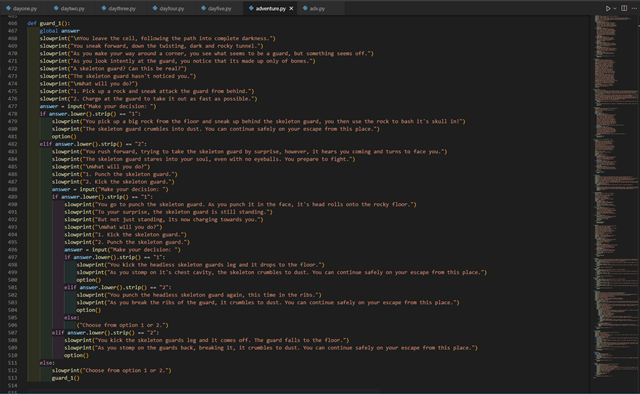 dayone.py daytwo.py daythree.py dayfour.py dayfive.py adventure.py ads.py
466 def guard_1():
467 global answer
468 slowprint("\nYou leave the cell, following the path into complete darkness.")
469 slowprint("You sneak forward, down the twisting, dark and rocky tunnel.")
470 slowprint("As you make your way around a corner, you see what seems to be a guard, but something seems off.")
471 slowprint("As you look intently at the guard, you notice that its made up only of bones.")
472 slowprint("A skeleton guard? Can this be real?")
473 slowprint("The skeleton guard hasn't noticed you.")
474 slowprint("\nWhat will you do?")
475 slowprint("1. Pick up a rock and sneak attack the guard from behind.")
476 slowprint("2. Charge at the guard to take it out as fast as possible.")
477 answer = input("Make your decision: ")
478 if answer.lower().strip() == "1":
479 slowprint("You pick up a big rock from the floor and sneak up behind the skeleton guard, you then use the rock to bash it's skull in!")
480 slowprint("The skeleton guard crumbles into dust. You can continue safely on your escape from this place.")
481 option()
482 elif answer.lower().strip() == "2":
483 slowprint("You rush forward, trying to take the skeleton guard by surprise, however, it hears you coming and turns to face you.")
484 slowprint("The skeleton guard stares into your soul, even with no eyeballs. You prepare to fight.")
485 slowprint("\nWhat will you do?")
486 slowprint("1. Punch the skeleton guard.")
487 slowprint("2. Kick the skeleton guard.")
488 answer = input("Make your decision: ")
489 if answer.lower().strip() == "1":
490 slowprint("You go to punch the skeleton guard. As you punch it in the face, it's head rolls onto the rocky floor.")
491 slowprint("To your surprise, the skeleton guard is still standing.")
492 slowprint("But not just standing, its now charging towards you.")
493 slowprint("\nWhat will you do?")
494 slowprint("1. Kick the skeleton guard.")
495 slowprint("2. Punch the skeleton guard.")
496 answer = input("Make your decision: ")
497 if answer.lower().strip() == "1":
498 slowprint("You kick the headless skeleton guards leg and it drops to the floor.")
499 slowprint("As you stomp on it's chest cavity, the skeleton crumbles to dust. You can continue safely on your escape from this place.")
500 option()
501 elif answer.lower().strip() == "2":
502 slowprint("You punch the headless skeleton guard again, this time in the ribs.")
503 slowprint("As you break the ribs of the guard, it crumbles to dust. You can continue safely on your escape from this place.")
504 option()
505 else:
506 ("Choose from option 1 or 2.")
507 elif answer.lower().strip() == "2":
508 slowprint("You kick the skeleton guards leg and it comes off. The guard falls to the floor.")
509 slowprint("As you stomp on the guards back, breaking it, it crumbles to dust. You can continue safely on your escape from this place.")
510 option()
511 else:
512 slowprint("Choose from option 1 or 2.")
513 guard_1()
514